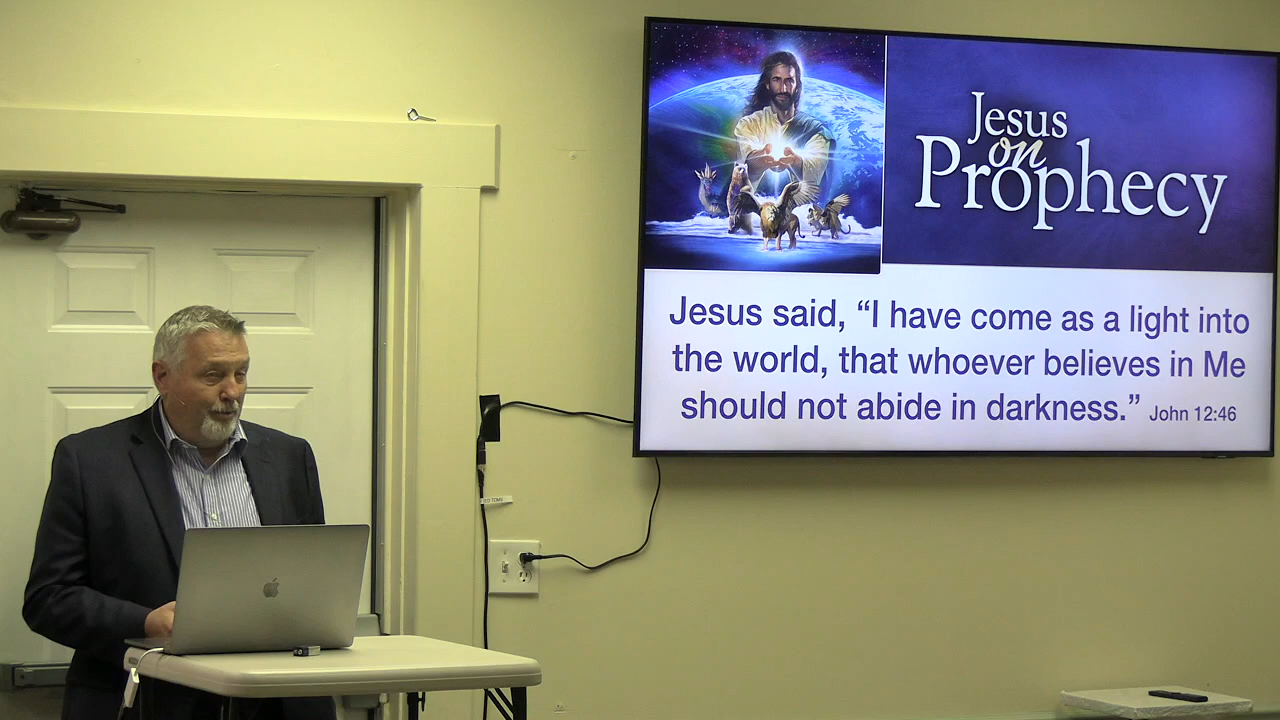 Jesus
on
Prophecy
Jesus said, “I have come as a light into
the world, that whoever believes in Me
should not abide in darkness.” John 12:46